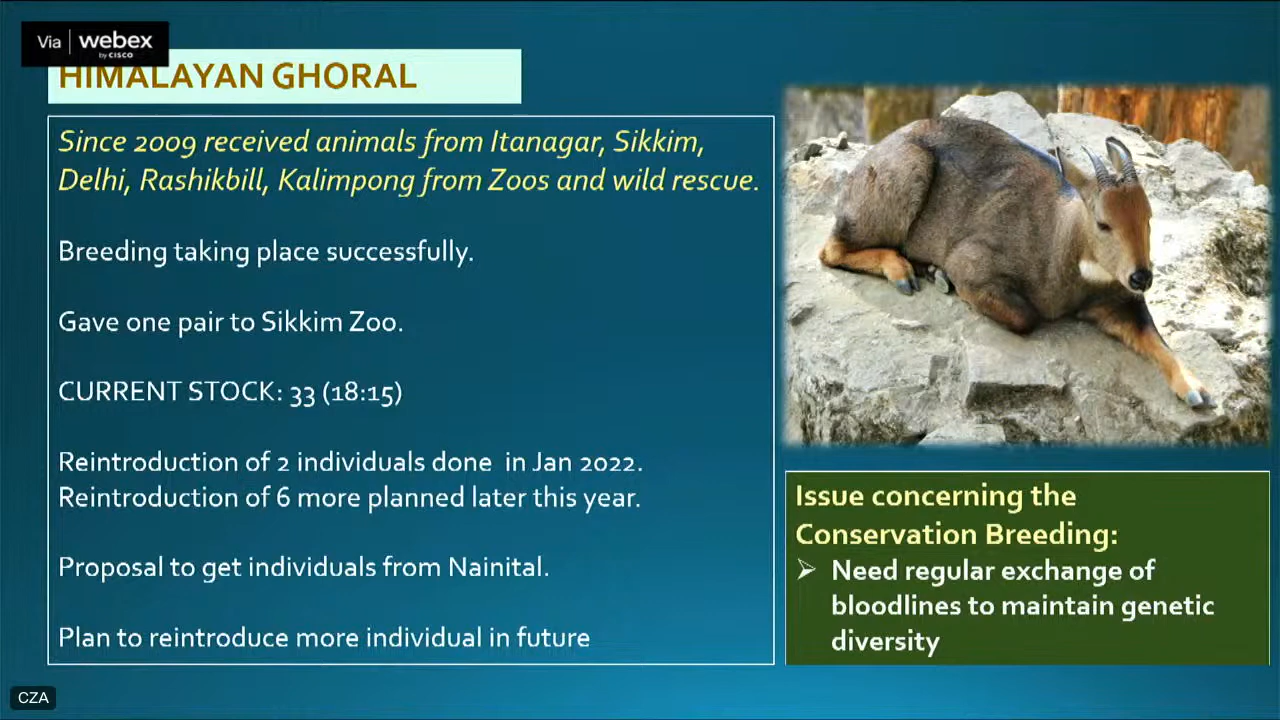 Via webex
by CISCO
HIMALAYAN GHORAL
Since 2009 received animals from Itanagar, Sikkim,
Delhi, Rashikbill, Kalimpong from Zoos and wild rescue.
Breeding taking place successfully.
Gave one pair to Sikkim Zoo.
CURRENT STOCK: 33 (18:15)
Reintroduction of 2 individuals done in Jan 2022.
Reintroduction of 6 more planned later this year.
Proposal to get individuals from Nainital.
Plan to reintroduce more individual in future
Issue concerning the
Conservation Breeding:
➢ Need regular exchange of
bloodlines to maintain genetic
diversity
CZA